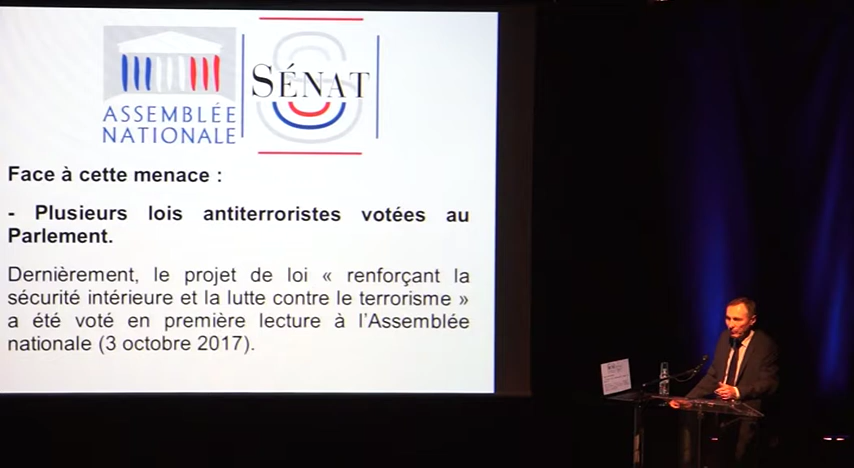 ASSEMBLÉE
NATIONALE
SÉNAT
Face à cette menace :
- Plusieurs lois antiterroristes votées au
Parlement.
Dernièrement, le projet de loi « renforçant la
sécurité intérieure et la lutte contre le terrorisme »
a été voté en première lecture à l'Assemblée
nationale (3 octobre 2017).